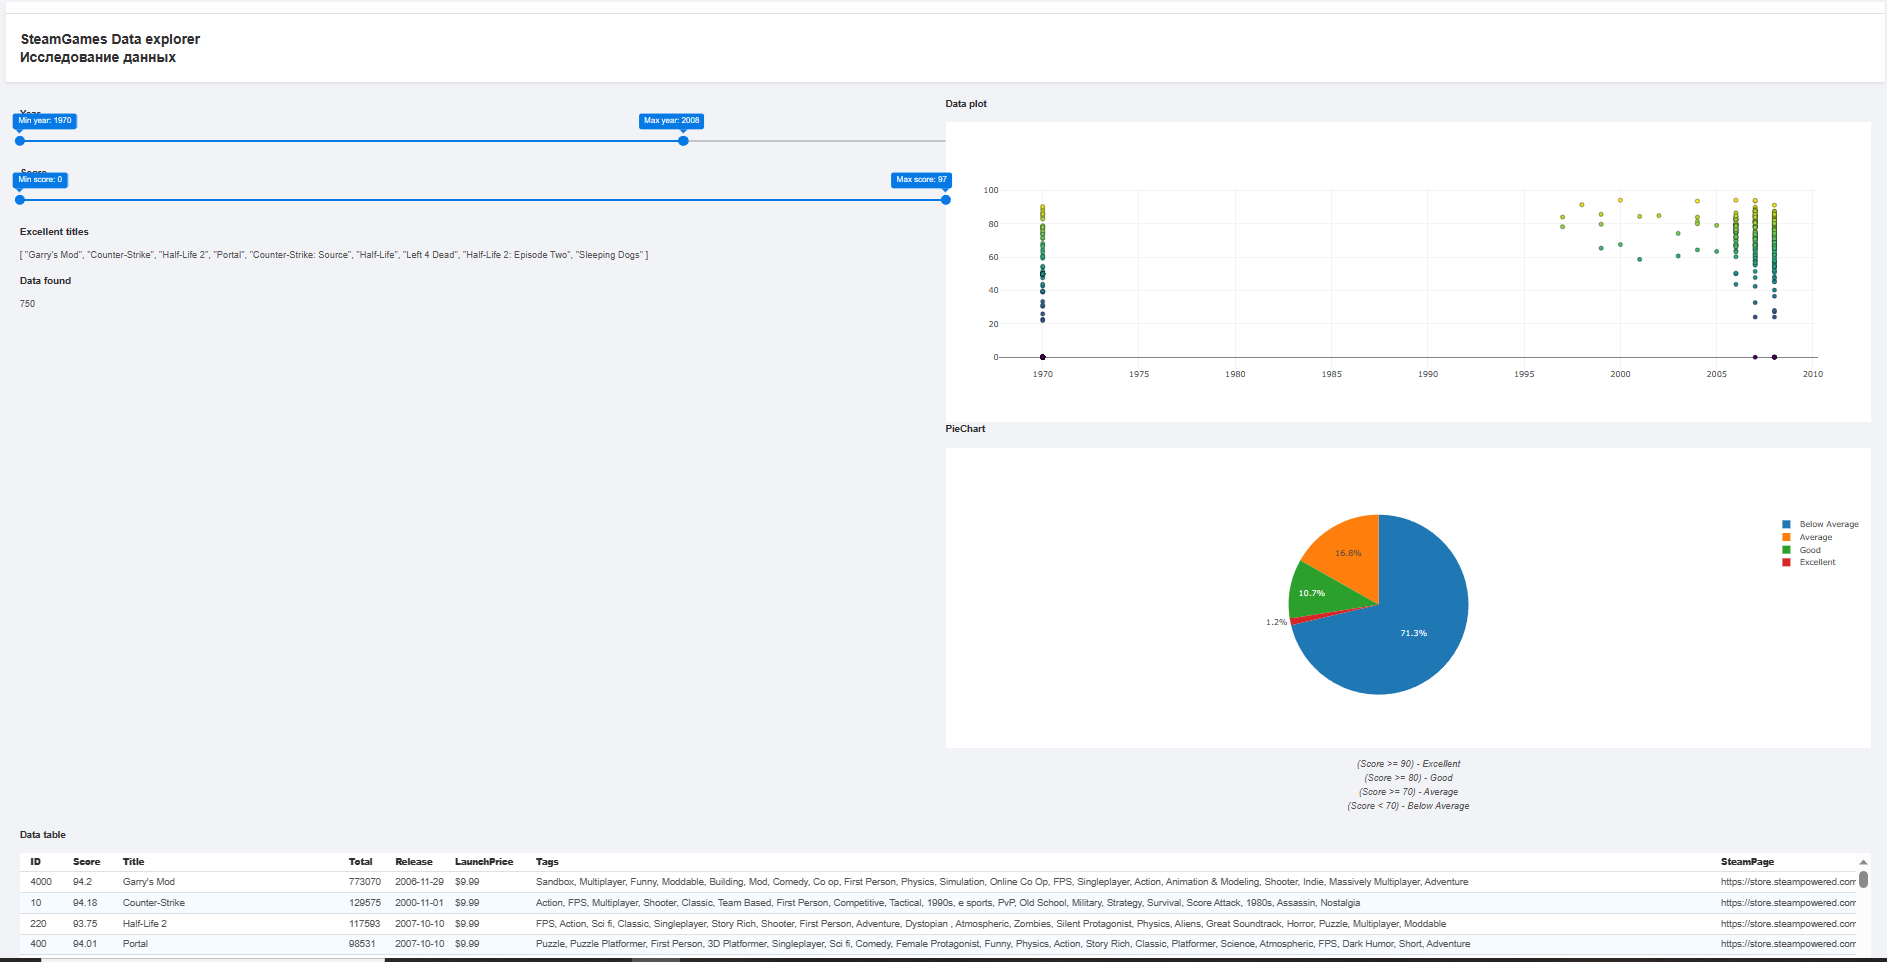 SteamGames Data explorer
Исследование данных
Year
Min year: 1970
Max year: 2008
Score
Min score: 0
Max score: 97
Excellent titles
[ "Garry's Mod", "Counter-Strike", "Half-Life 2", "Portal", "Counter-Strike: Source", "Half-Life", "Left 4 Dead", "Half-Life 2: Episode Two", "Sleeping Dogs" ]
Data found
750
Data plot
100
80
60
40
20
0
1970 1975 1980 1985 1990 1995 2000 2005 2010
PieChart
16.8%
10.7%
1.2%
71.3%
Below Average
Average
Good
Excellent
(Score >= 90) - Excellent
(Score >= 80) - Good
(Score >= 70) - Average
(Score < 70) - Below Average
Data table
ID Score Title Total Release LaunchPrice Tags SteamPage
4000 94.2 Garry's Mod 773070 2006-11-29 $9.99 Sandbox, Multiplayer, Funny, Moddable, Building, Mod, Comedy, Co op, First Person, Physics, Simulation, Online Co Op, FPS, Singleplayer, Action, Animation & Modeling, Shooter, Indie, Massively Multiplayer, Adventure https://store.steampowered.com
10 94.18 Counter-Strike 129575 2000-11-01 $9.99 Action, FPS, Multiplayer, Shooter, Classic, Team Based, First Person, Competitive, Tactical, 1990s, e sports, PvP, Old School, Military, Strategy, Survival, Score Attack, 1980s, Assassin, Nostalgia https://store.steampowered.com
220 93.75 Half-Life 2 117593 2007-10-10 $9.99 FPS, Action, Sci fi, Classic, Singleplayer, Story Rich, Shooter, First Person, Adventure, Dystopian , Atmospheric, Zombies, Silent Protagonist, Physics, Aliens, Great Soundtrack, Horror, Puzzle, Multiplayer, Moddable https://store.steampowered.com
400 94.01 Portal 98531 2007-10-10 $9.99 Puzzle, Puzzle Platformer, First Person, 3D Platformer, Singleplayer, Sci fi, Comedy, Female Protagonist, Funny, Physics, Action, Story Rich, Classic, Platformer, Science, Atmospheric, FPS, Dark Humor, Short, Adventure https://store.steampowered.com